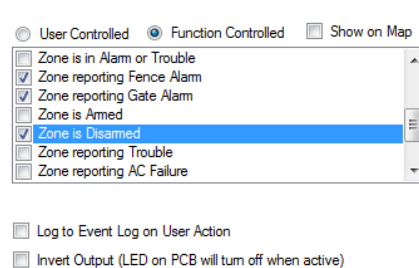 User Controlled Function Controlled Show on Map
Zone is in Alarm or Trouble
Zone reporting Fence Alarm
Zone reporting Gate Alarm
Zone is Armed
Zone is Disarmed
Zone reporting Trouble
Zone reporting AC Failure
Log to Event Log on User Action
Invert Output (LED on PCB will turn off when active)